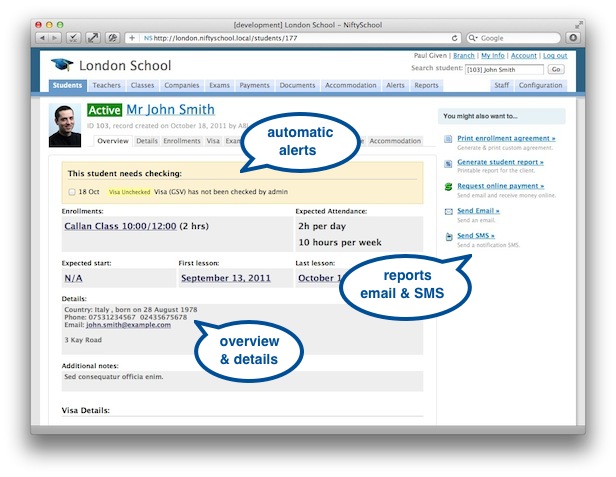 [development] London School – NiftySchool
NS http://london.niftyschool.local/students/177
Google
Paul Given | Branch | My Info | Account | Log out
London School
Search student: [103] John Smith Go
Students Teachers Classes Companies Exams Payments Documents Accommodation Alerts Reports Staff Configuration
Active Mr John Smith
ID 103, record created on October 18, 2011 by
Overview Details Enrollments Visa Accommodation
automatic
alerts
You might also want to...
Print enrollment agreement »
Generate & print custom agreement.
Generate student report »
Printable report for the client.
Request online payment »
Send email and receive money online.
Send Email »
Send an email.
Send SMS »
Send a notification SMS.
This student needs checking:
18 Oct Visa Unchecked Visa (GSV) has not been checked by admin
Enrollments: Expected Attendance:
Callan Class 10:00/12:00 (2 hrs) 2h per day
10 hours per week
Expected start: First lesson: Last lesson:
N/A September 13, 2011
reports
email & SMS
Details:
Country: Italy , born on 28 August 1978
Phone: 07531234567 02435675678
Email: john.smith@example.com
3 Kay Road
overview
& details
Additional notes:
Sed consequatur officia enim.
Visa Details: